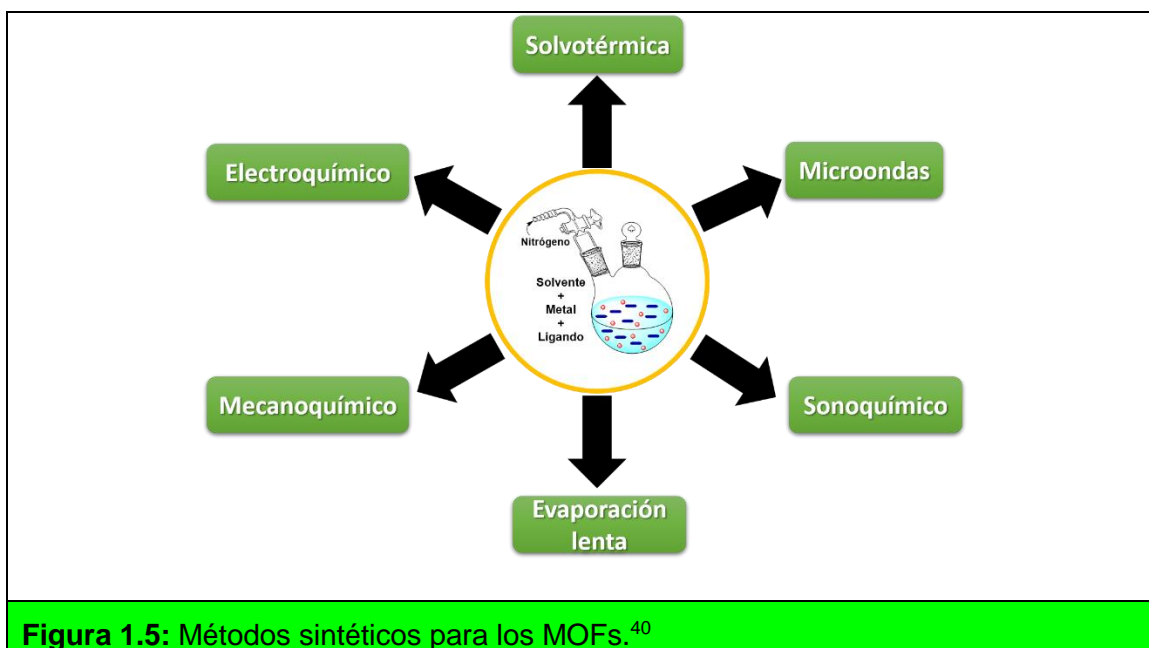 Solvotérmica
Electroquímico
Microondas
Nitrógeno
Solvente
+
Metal
+
Ligando
Mecanoquímico
Sonoquímico
Evaporación
lenta
Figura 1.5: Métodos sintéticos para los MOFs.⁴⁰